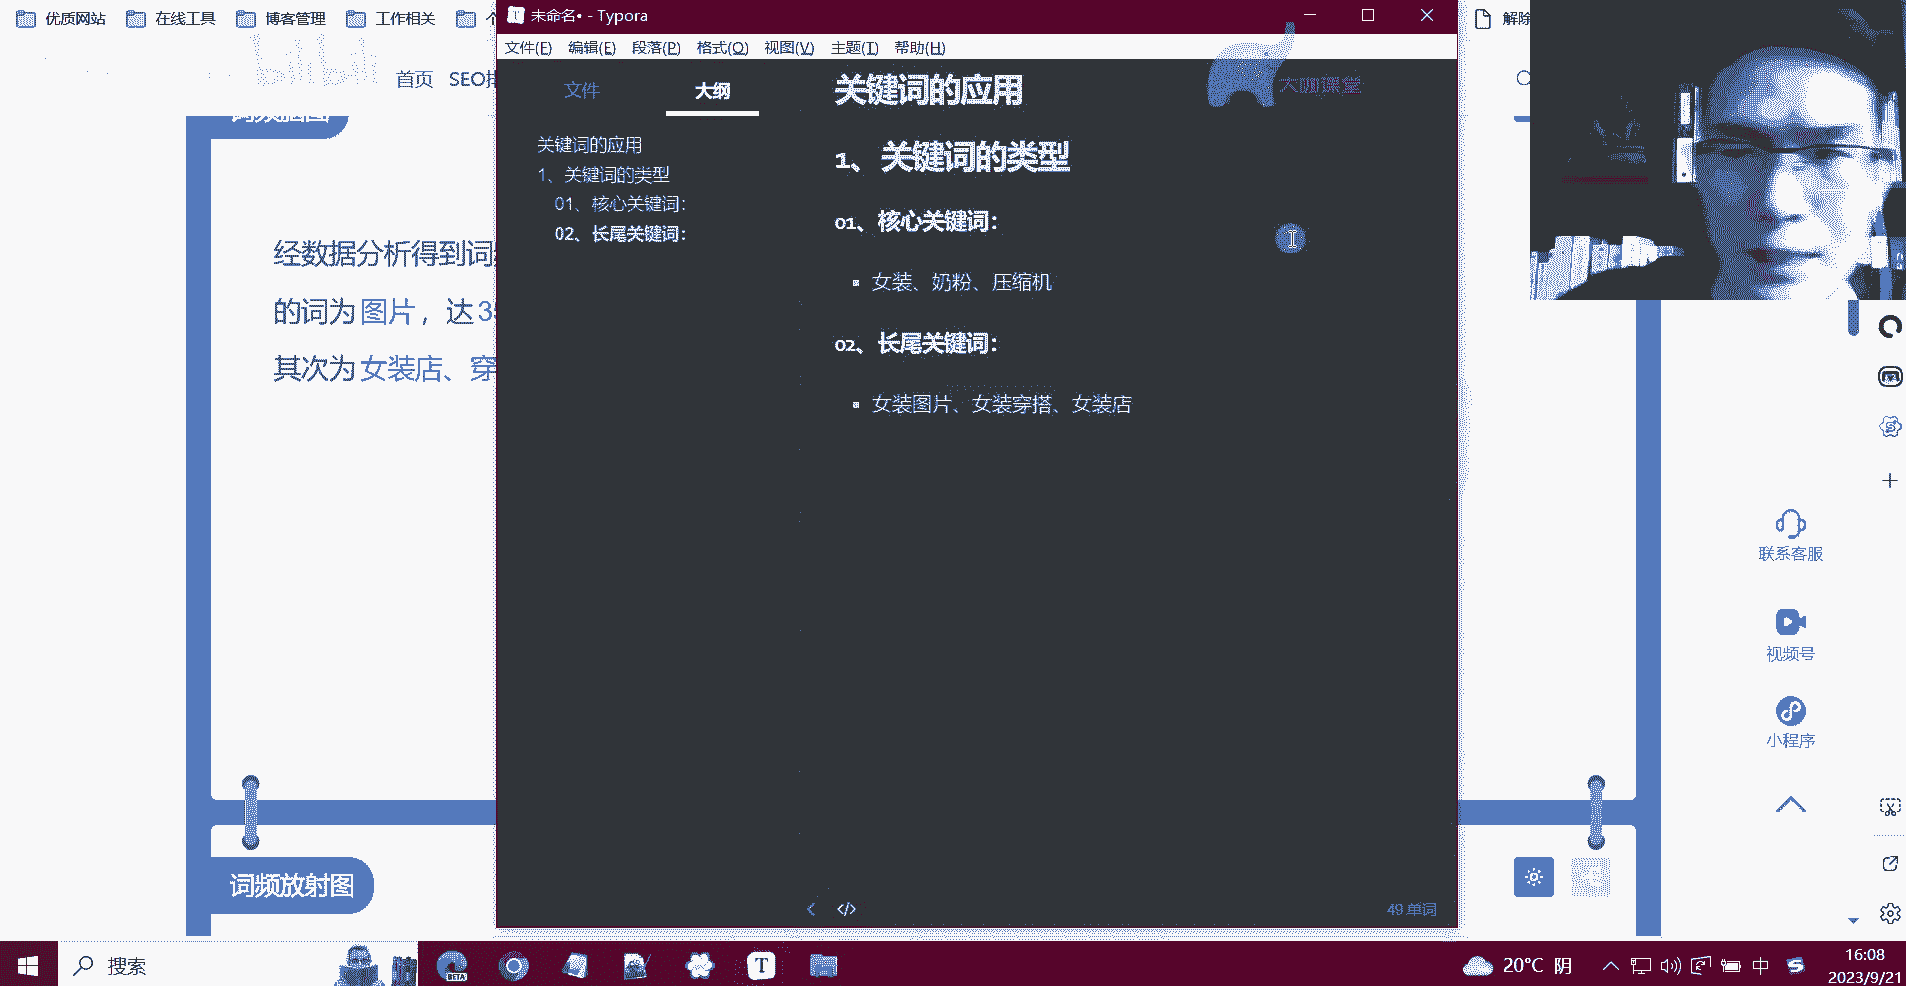 优质网站 在线工具 博客管理 工作相关
未命名• - Typora
解除
文件(F) 编辑(E) 段落(P) 格式(O) 视图(V) 主题(T) 帮助(H)
bilibili
首页 SEO
文件 大纲
关键词的应用
1、关键词的类型
01、核心关键词：
02、长尾关键词：
关键词的应用
大咖课堂
1、 关键词的类型
01、核心关键词：
女装、奶粉、压缩机
02、长尾关键词：
女装图片、女装穿搭、女装店
词频脑图
经数据分析得到词
的词为 图片 ，达 35
其次为 女装店、穿
联系客服
视频号
小程序
词频放射图
49 单词
搜索
BETA
T
20°C 阴
中
16:08
2023/9/21